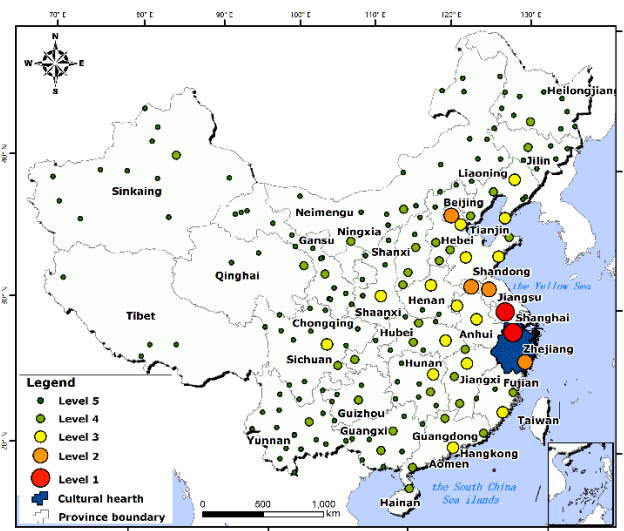 70° E
80° E
90° E
100° E
110° E
120° E
130° E
N
W
E
S
40° N
30° N
20° N
Heilongjiang
Jilin
Liaoning
Sinkaing
Beijing
Neimengu
Ningxia
Tianjin
Gansu
Hebei
Shanxi
Qinghai
Shandong
the Yellow Sea
Henan
Jiangsu
Shaanxi
Tibet
Chongqing
Shanghai
Hubei
Anhui
Zhejiang
Sichuan
Hunan
Jiangxi
Fujian
Guizhou
Taiwan
Guangxi
Guangdong
Yunnan
Hangkong
Aomen
the South China
Sea ilands
Hainan
Legend
Level 5
Level 4
Level 3
Level 2
Level 1
Cultural hearth
Province boundary
0 500 1,000
km